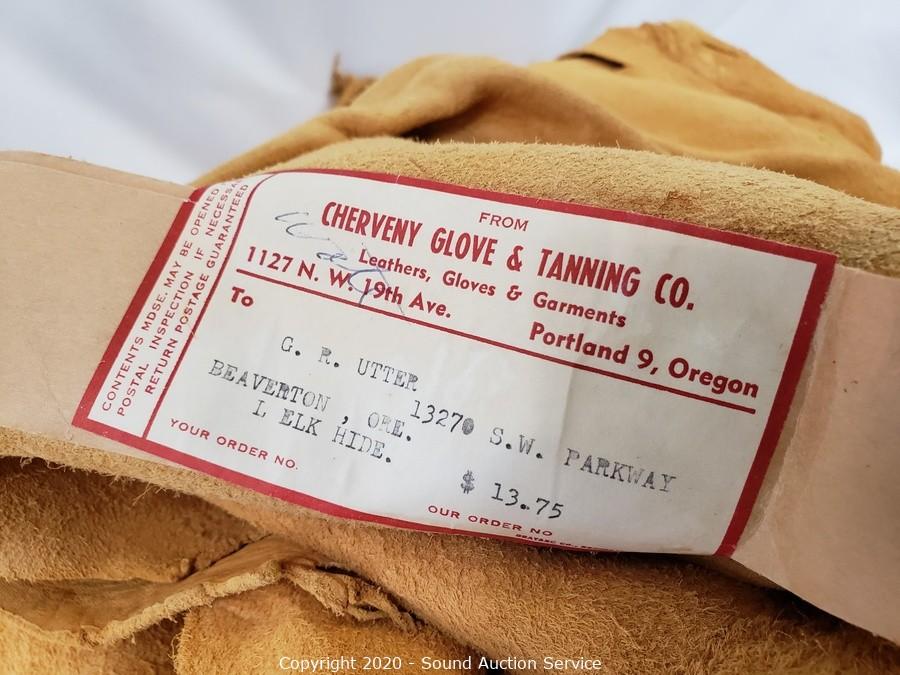 CONTENTS MDSE. MAY BE OPENED
POSTAL INSPECTION IF NECESSA
RETURN POSTAGE GUARANTEED
FROM
CHERVENY GLOVE & TANNING CO.
Leathers, Gloves & Garments
1127 N. W. 19th Ave.
Portland 9, Oregon
To
G. R. UTTER
13270 S.W. PARKWAY
BEAVERTON , ORE.
L ELK HIDE.
$ 13.75
YOUR ORDER NO.
OUR ORDER NO
Copyright 2020 - Sound Auction Service